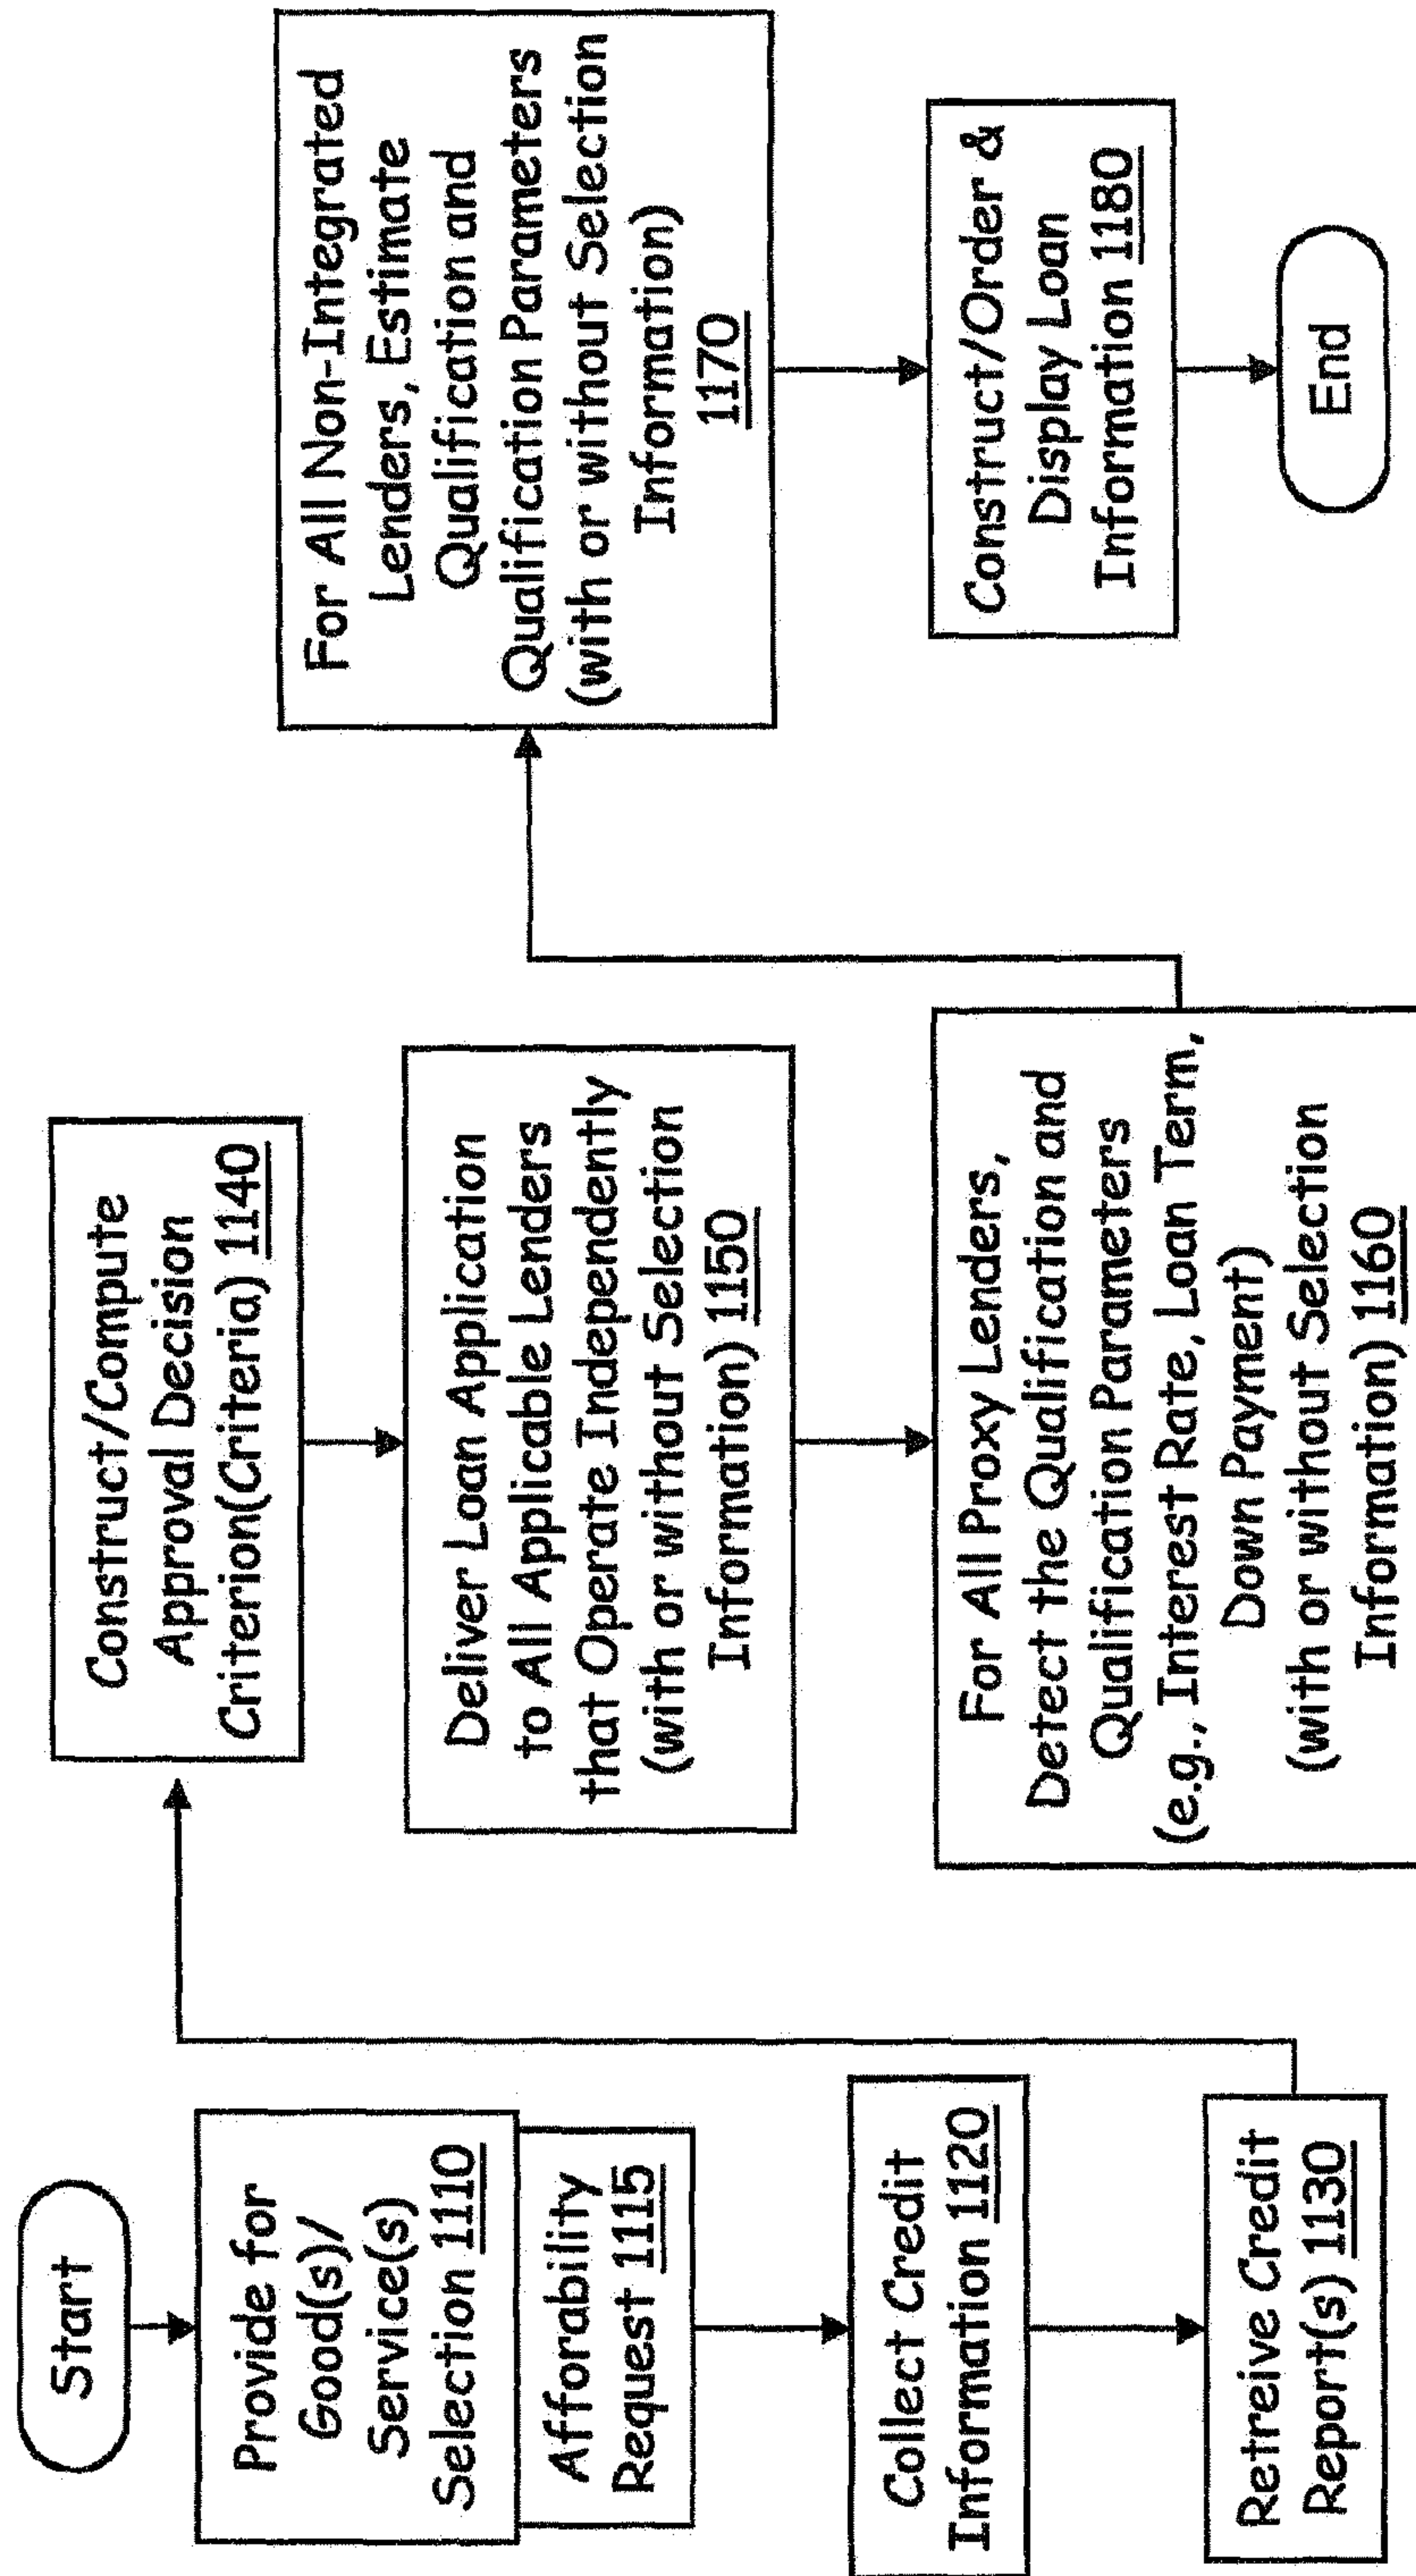 Start
Provide for
Good(s)/
Service(s)
Selection 1110
Afforability
Request 1115
Collect Credit
Information 1120
Retreive Credit
Report(s) 1130
Construct/Compute
Approval Decision
Criterion(Criteria) 1140
Deliver Loan Application
to All Applicable Lenders
that Operate Independently
(with or without Selection
Information) 1150
For All Proxy Lenders,
Detect the Qualification and
Qualification Parameters
(e.g., Interest Rate, Loan Term,
Down Payment)
(with or without Selection
Information) 1160
For All Non-Integrated
Lenders, Estimate
Qualification and
Qualification Parameters
(with or without Selection
Information)
1170
Construct/Order &
Display Loan
Information 1180
End